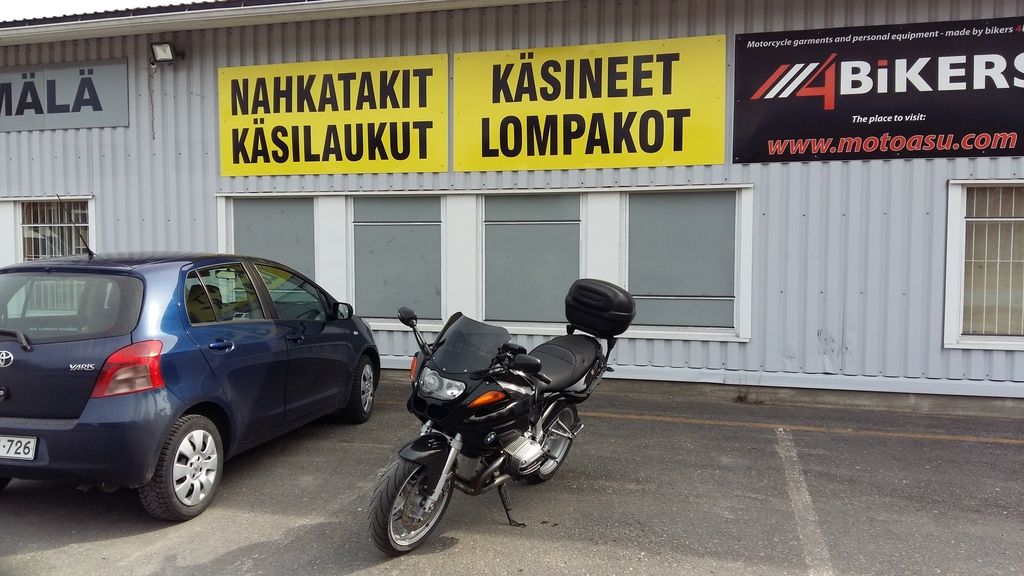 MÄLÄ
NAHKATAKIT
KÄSILAUKUT
KÄSINEET
LOMPAKOT
Motorcycle garments and personal equipment - made by bikers
4BiKERS
The place to visit:
www.motoasu.com
YARIS
-726